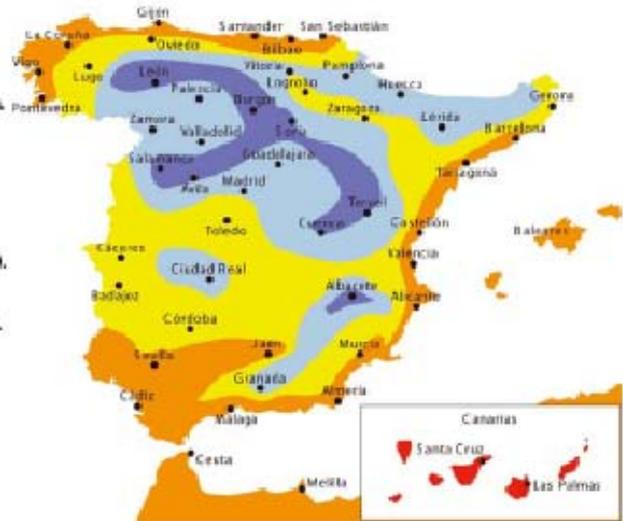 Gijón
Santander
San Sebastián
La Coruña
Oviedo
Bilbao
Vigo
Lugo
León
Vitoria
Pamplona
Palencia
Logroño
Huesca
Pontevedra
Burgos
Gerona
Zamora
Valladolid
Soria
Zaragoza
Lérida
Barcelona
Salamanca
Guadalajara
Tarragona
Avila
Madrid
Teruel
Toledo
Cuenca
Castellón
Baleares
Cáceres
Valencia
Ciudad Real
Badajoz
Albacete
Alicante
Córdoba
Jaén
Murcia
Sevilla
Granada
Almería
Cádiz
Málaga
Canarias
Santa Cruz
Las Palmas
Ceuta
Melilla